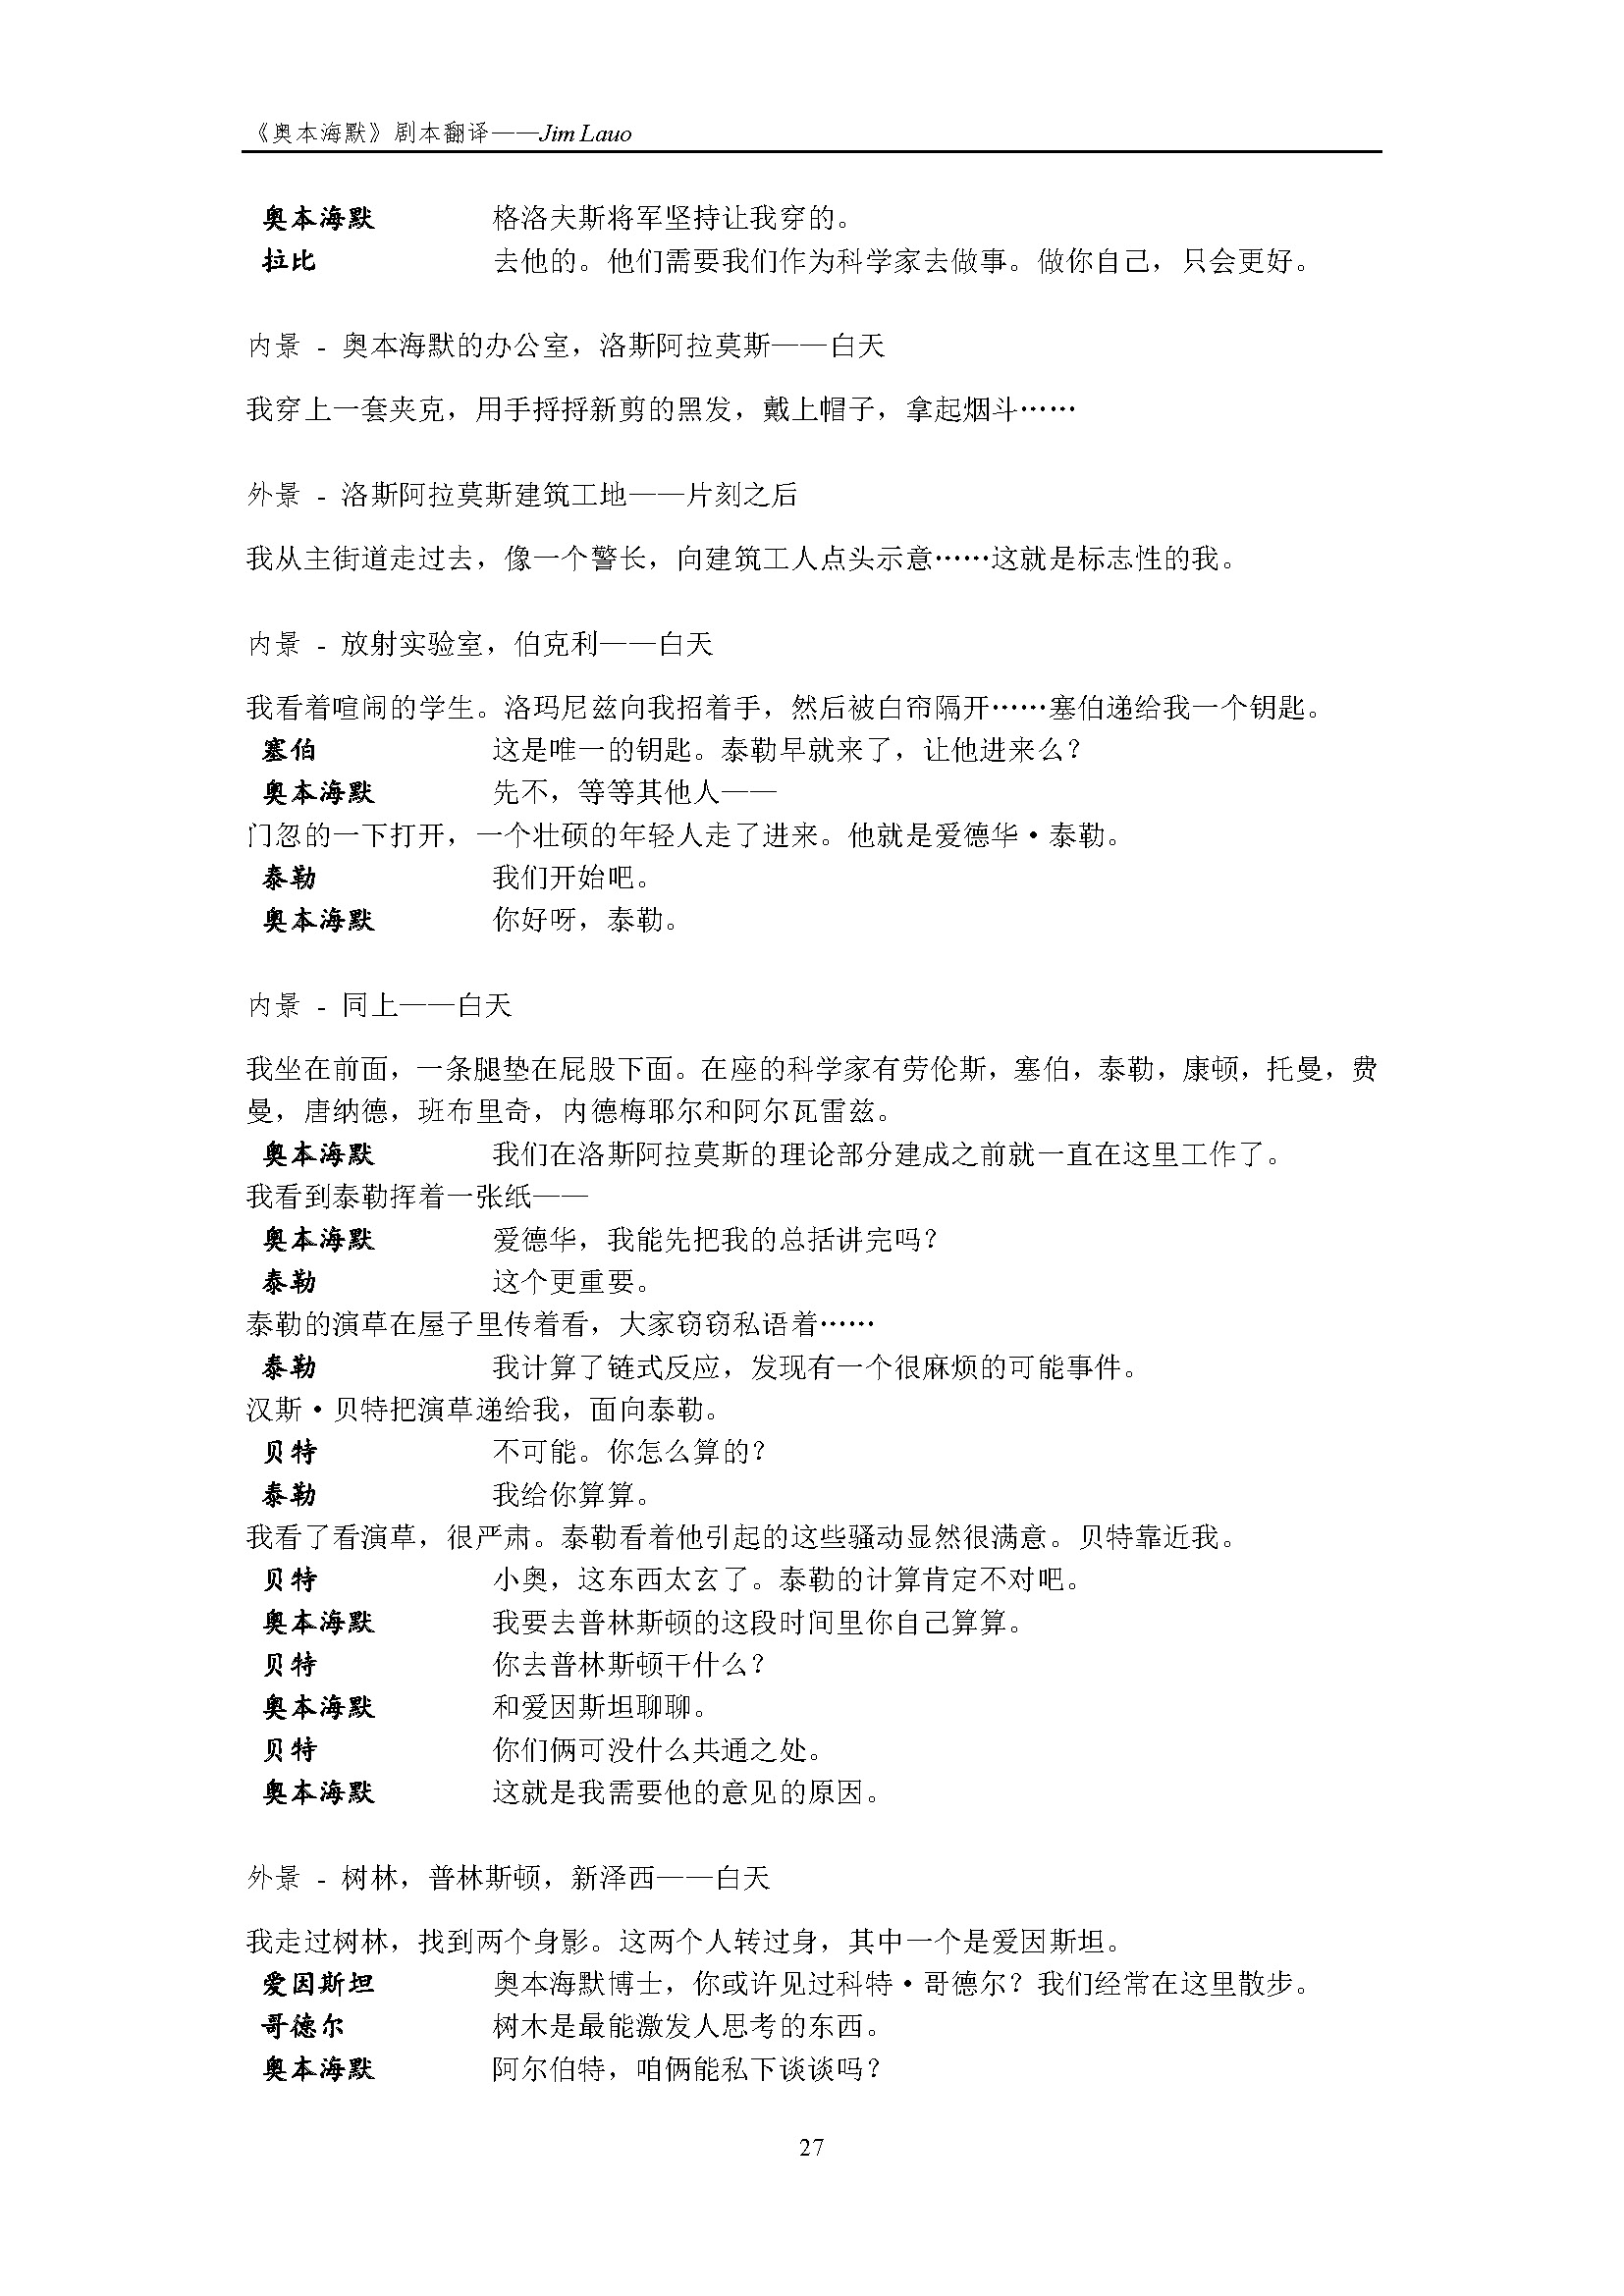 《奥本海默》剧本翻译——Jim Lauo
奥本海默 格洛夫斯将军坚持让我穿的。
拉比 去他的。他们需要我们作为科学家去做事。做你自己，只会更好。
内景 - 奥本海默的办公室，洛斯阿拉莫斯——白天
我穿上一套夹克，用手捋捋新剪的黑发，戴上帽子，拿起烟斗……
外景 - 洛斯阿拉莫斯建筑工地——片刻之后
我从主街道走过去，像一个警长，向建筑工人点头示意……这就是标志性的我。
内景 - 放射实验室，伯克利——白天
我看着喧闹的学生。洛玛尼兹向我招着手，然后被白帘隔开……塞伯递给我一个钥匙。
塞伯 这是唯一的钥匙。泰勒早就来了，让他进来么？
奥本海默 先不，等等其他人——
门忽的一下打开，一个壮硕的年轻人走了进来。他就是爱德华·泰勒。
泰勒 我们开始吧。
奥本海默 你好呀，泰勒。
内景 - 同上——白天
我坐在前面，一条腿垫在屁股下面。在座的科学家有劳伦斯，塞伯，泰勒，康顿，托曼，费
曼，唐纳德，班布里奇，内德梅耶尔和阿尔瓦雷兹。
奥本海默 我们在洛斯阿拉莫斯的理论部分建成之前就一直在这里工作了。
我看到泰勒挥着一张纸——
奥本海默 爱德华，我能先把我的总括讲完吗？
泰勒 这个更重要。
泰勒的演草在屋子里传着看，大家窃窃私语着……
泰勒 我计算了链式反应，发现有一个很麻烦的可能事件。
汉斯·贝特把演草递给我，面向泰勒。
贝特 不可能。你怎么算的？
泰勒 我给你算算。
我看了看演草，很严肃。泰勒看着他引起的这些骚动显然很满意。贝特靠近我。
贝特 小奥，这东西太玄了。泰勒的计算肯定不对吧。
奥本海默 我要去普林斯顿的这段时间里你自己算算。
贝特 你去普林斯顿干什么？
奥本海默 和爱因斯坦聊聊。
贝特 你们俩可没什么共通之处。
奥本海默 这就是我需要他的意见的原因。
外景 - 树林，普林斯顿，新泽西——白天
我走过树林，找到两个身影。这两个人转过身，其中一个是爱因斯坦。
爱因斯坦 奥本海默博士，你或许见过科特·哥德尔？我们经常在这里散步。
哥德尔 树木是最能激发人思考的东西。
奥本海默 阿尔伯特，咱俩能私下谈谈吗？
27